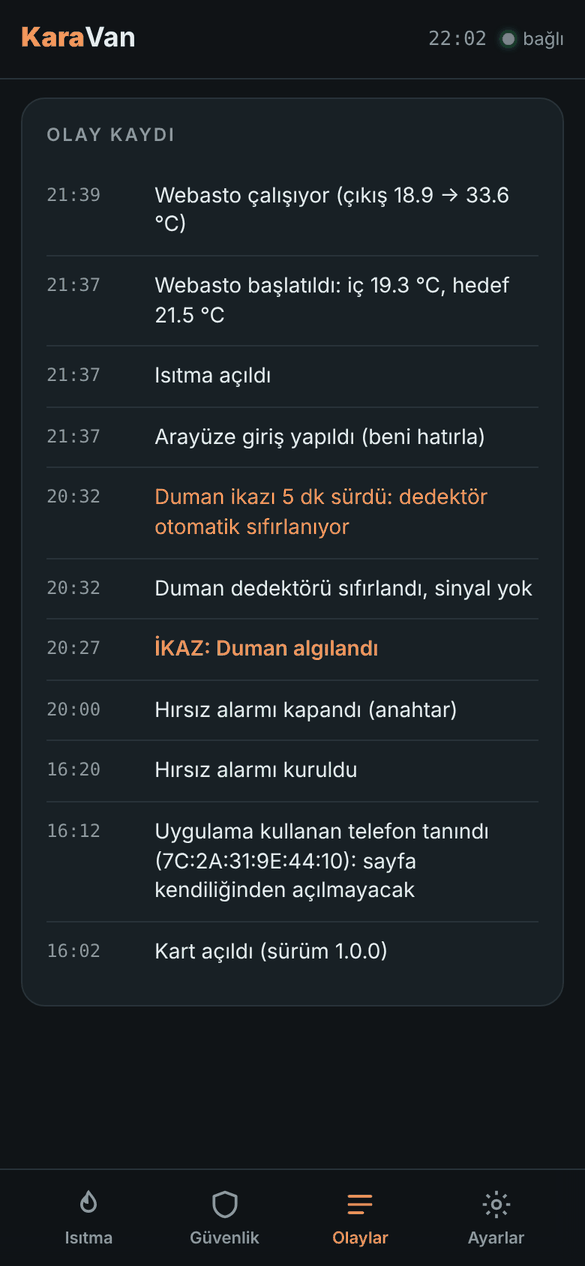 KaraVan
22:02 bağlı
OLAY KAYDI
21:39 Webasto çalışıyor (çıkış 18.9 → 33.6
°C)
21:37 Webasto başlatıldı: iç 19.3 °C, hedef
21.5 °C
21:37 Isıtma açıldı
21:37 Arayüze giriş yapıldı (beni hatırla)
20:32 Duman ikazı 5 dk sürdü: dedektör
otomatik sıfırlanıyor
20:32 Duman dedektörü sıfırlandı, sinyal yok
20:27 İKAZ: Duman algılandı
20:00 Hırsız alarmı kapandı (anahtar)
16:20 Hırsız alarmı kuruldu
16:12 Uygulama kullanan telefon tanındı
(7C:2A:31:9E:44:10): sayfa
kendiliğinden açılmayacak
16:02 Kart açıldı (sürüm 1.0.0)
Isıtma Güvenlik Olaylar Ayarlar